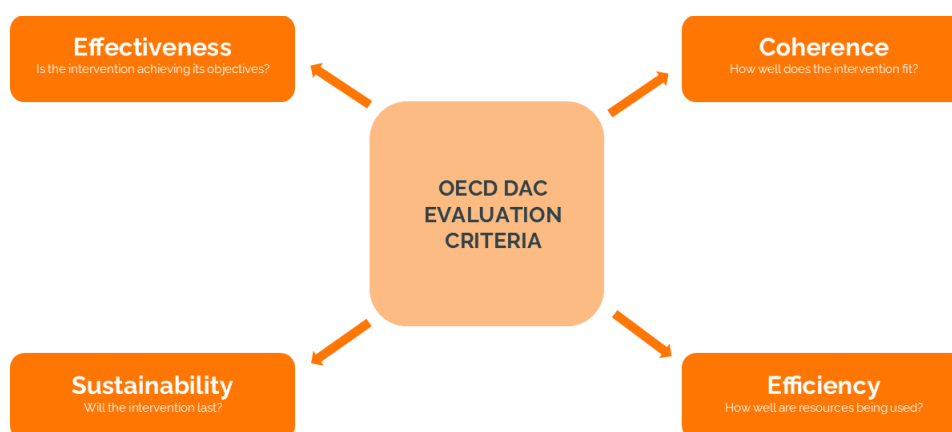 Effectiveness
Is the intervention achieving its objectives?
Coherence
How well does the intervention fit?
OECD DAC
EVALUATION
CRITERIA
Sustainability
Will the intervention last?
Efficiency
How well are resources being used?